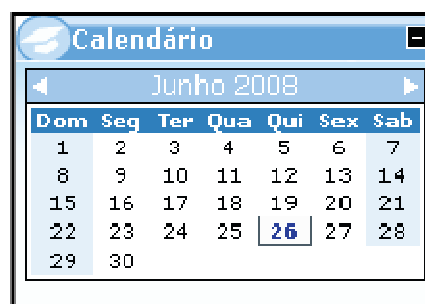 Calendário
Junho 2008
Dom Seg Ter Qua Qui Sex Sab
1 2 3 4 5 6 7
8 9 10 11 12 13 14
15 16 17 18 19 20 21
22 23 24 25 26 27 28
29 30